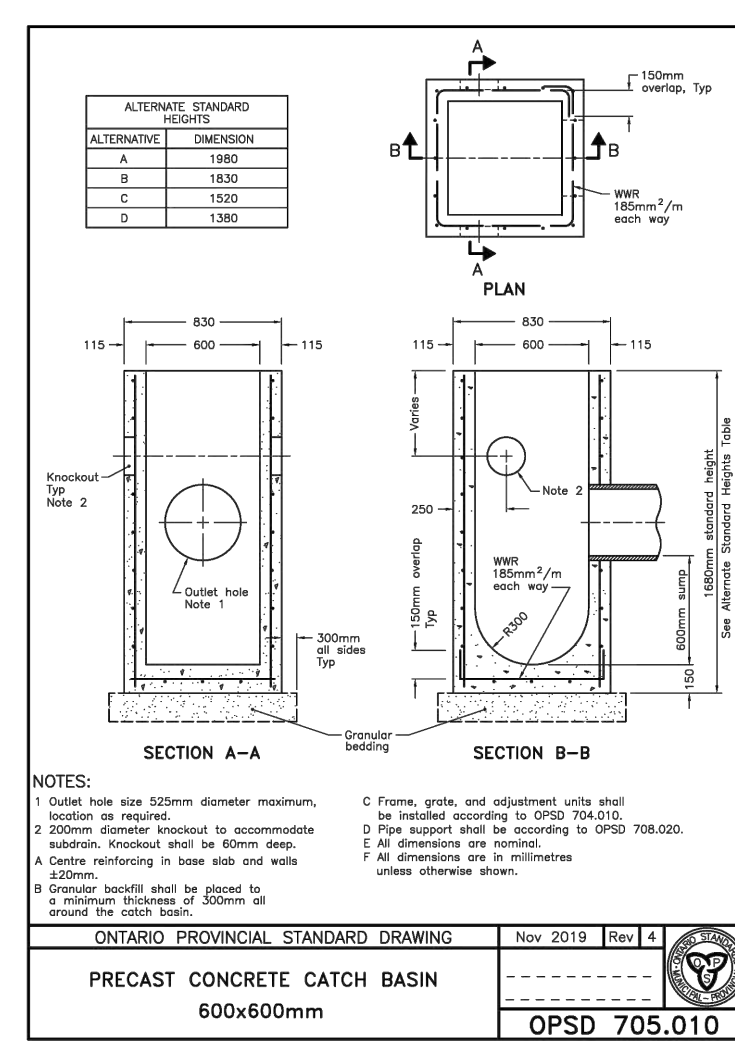 ALTERNATE STANDARD
HEIGHTS
ALTERNATIVE DIMENSION
A 1980
B 1830
C 1520
D 1380
A
150mm
overlap, Typ
B
B
WWR
185mm²/m
each way
A
PLAN
830
115
600
115
Knockout
Typ
Note 2
Outlet hole
Note 1
300mm
all sides
Typ
SECTION A-A
Granular
bedding
830
115
600
115
Varies
Note 2
250
WWR
185mm²/m
each way
150mm overlap
Typ
R300
600mm sump
150
1680mm standard height
See Alternate Standard Heights Table
SECTION B-B
NOTES:
1 Outlet hole size 525mm diameter maximum,
location as required.
2 200mm diameter knockout to accommodate
subdrain. Knockout shall be 60mm deep.
A Centre reinforcing in base slab and walls
±20mm.
B Granular backfill shall be placed to
a minimum thickness of 300mm all
around the catch basin.
C Frame, grate, and adjustment units shall
be installed according to OPSD 704.010.
D Pipe support shall be according to OPSD 708.020.
E All dimensions are nominal.
F All dimensions are in millimetres
unless otherwise shown.
ONTARIO PROVINCIAL STANDARD DRAWING
Nov 2019 Rev 4
PRECAST CONCRETE CATCH BASIN
600x600mm
OPSD 705.010
O P
S